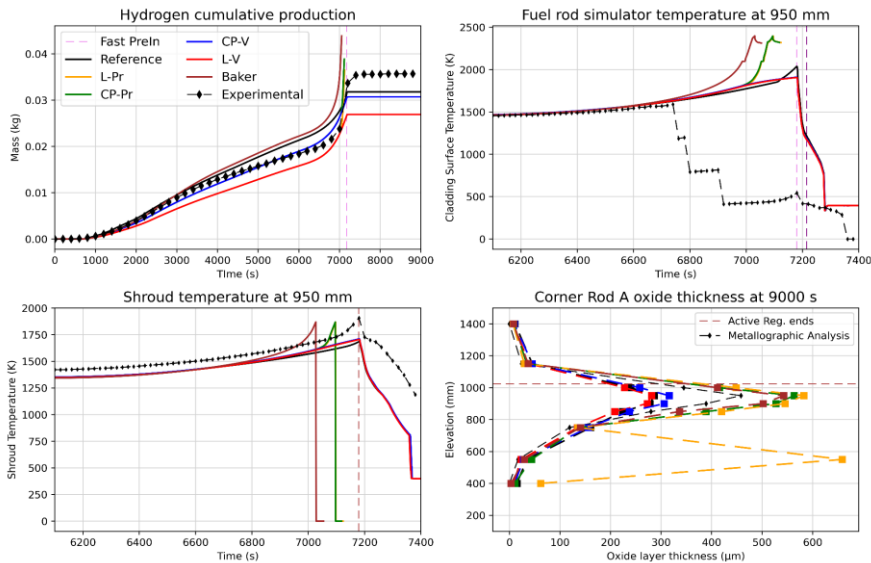 Hydrogen cumulative production
Fast PreIn
Reference
L-Pr
CP-Pr
CP-V
L-V
Baker
Experimental
0.04
0.03
0.02
0.01
0.00
Mass (kg)
0 1000 2000 3000 4000 5000 6000 7000 8000 9000
TIme (s)
Fuel rod simulator temperature at 950 mm
2500
2000
1500
1000
500
0
Cladding Surface Temperature (K)
6200 6400 6600 6800 7000 7200 7400
Time (s)
Shroud temperature at 950 mm
2000
1750
1500
1250
1000
750
500
250
0
Shroud Temperature (K)
6200 6400 6600 6800 7000 7200 7400
Time (s)
Corner Rod A oxide thickness at 9000 s
Active Reg. ends
Metallographic Analysis
1400
1200
1000
800
600
400
Elevation (mm)
0 100 200 300 400 500 600
Oxide layer thickness (μm)